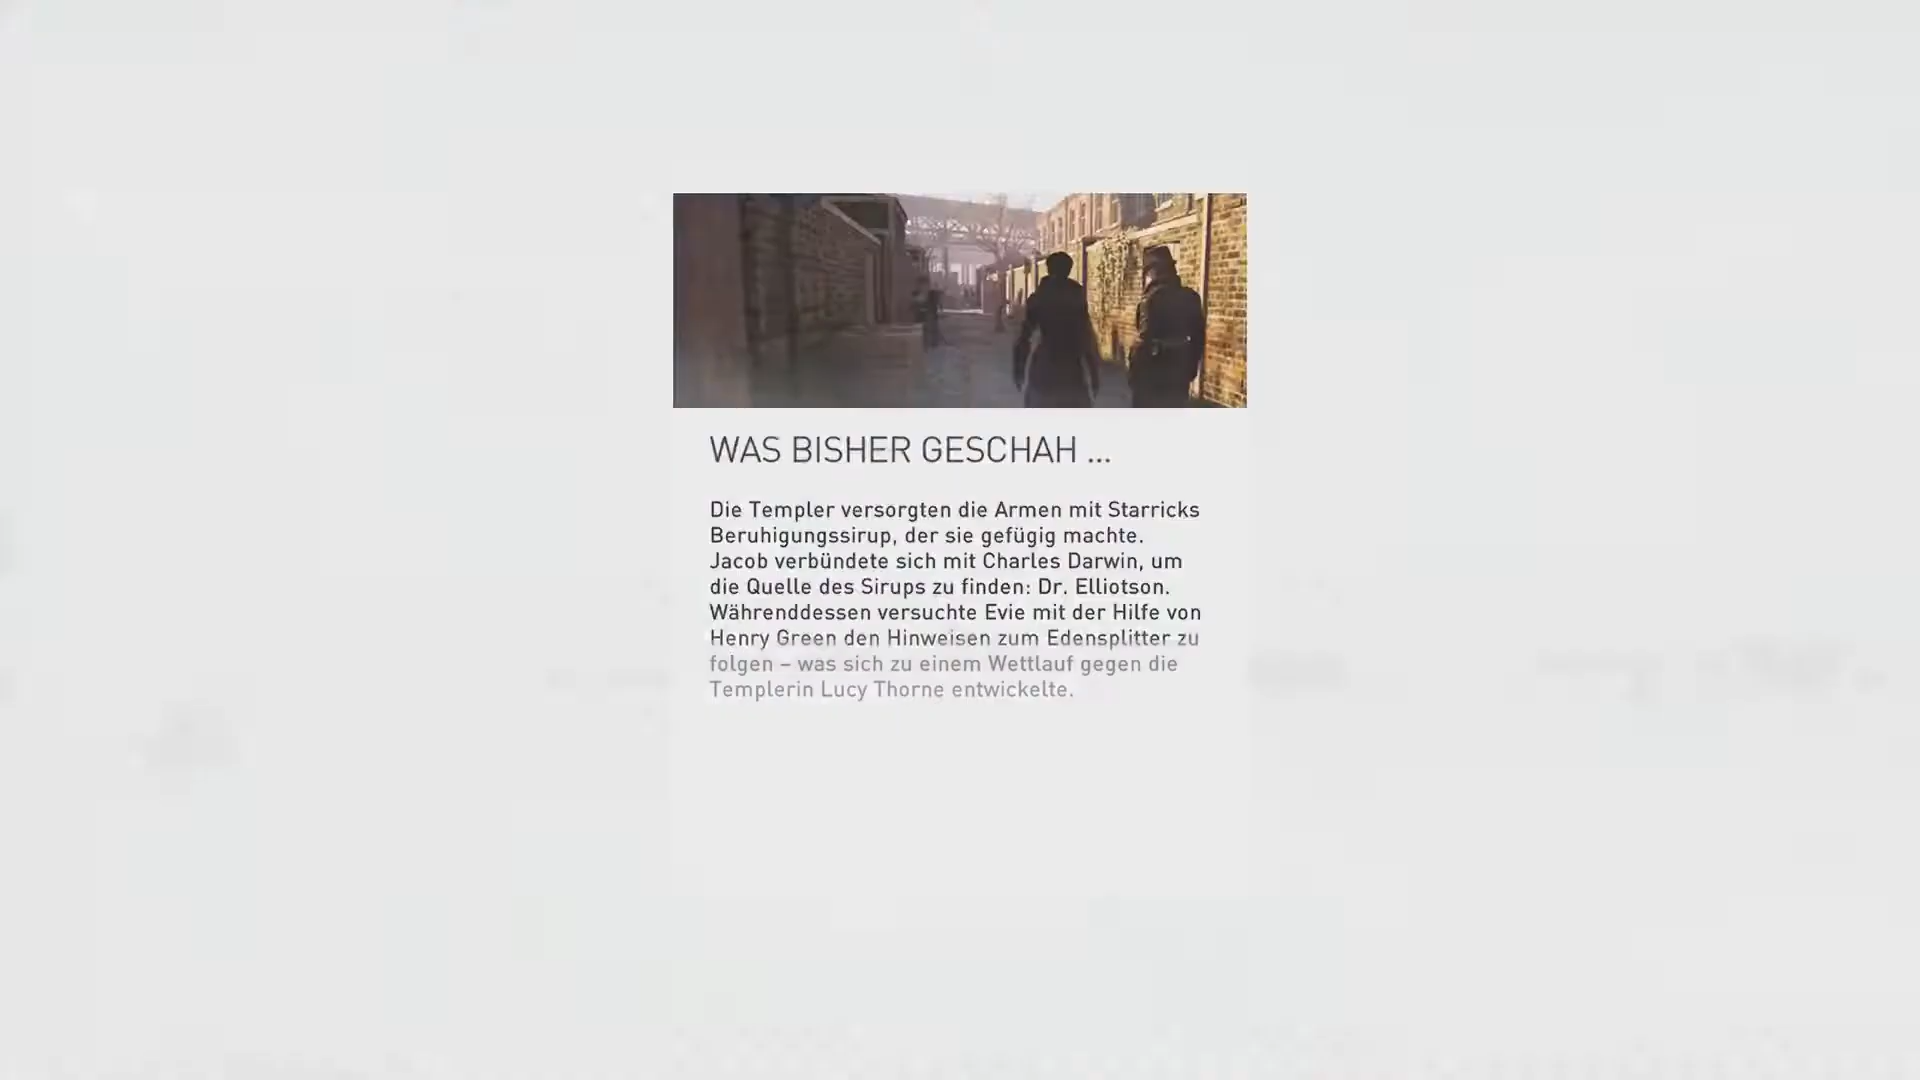 WAS BISHER GESCHAH ...
Die Templer versorgten die Armen mit Starricks
Beruhigungssirup, der sie gefügig machte.
Jacob verbündete sich mit Charles Darwin, um
die Quelle des Sirups zu finden: Dr. Elliotson.
Währenddessen versuchte Evie mit der Hilfe von
Henry Green den Hinweisen zum Edensplitter zu
folgen – was sich zu einem Wettlauf gegen die
Templerin Lucy Thorne entwickelte.